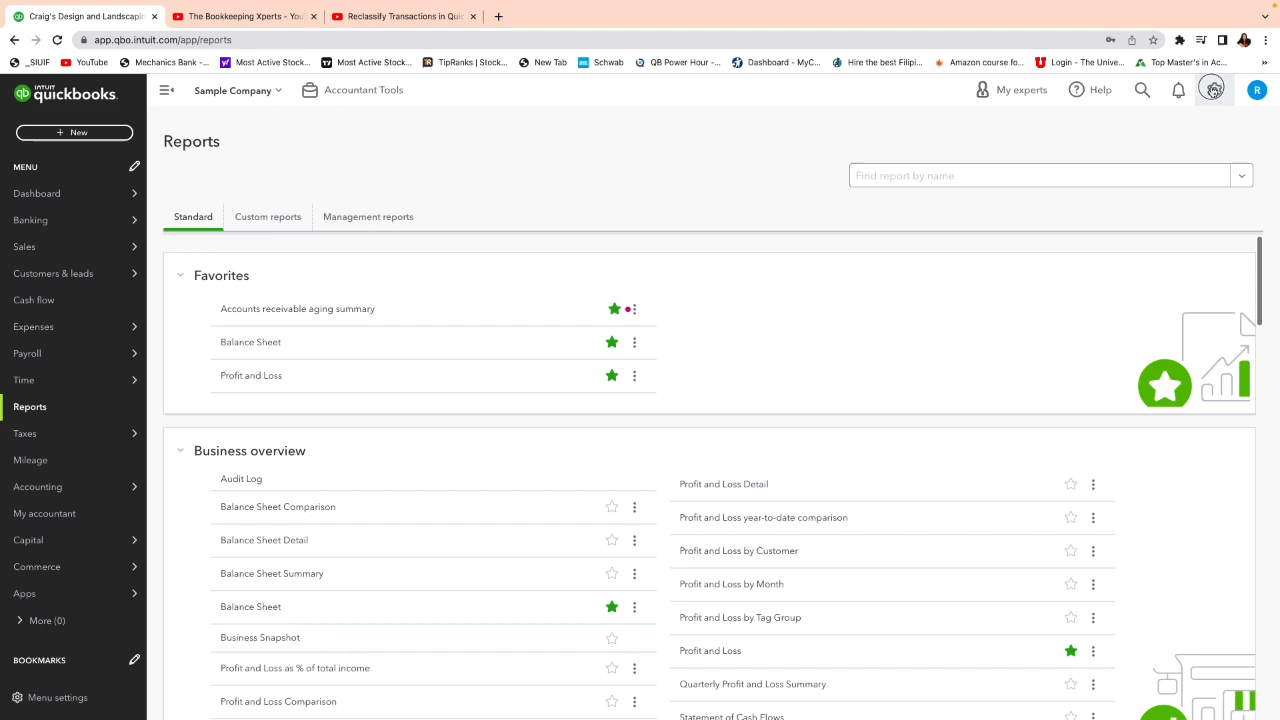 Craig's Design and Landscapin
The Bookkeeping Xperts - You
Reclassify Transactions in Quic
app.qbo.intuit.com/app/reports
_SIUIF
YouTube
Mechanics Bank -...
Most Active Stock...
Most Active Stock...
TipRanks | Stock...
New Tab
Schwab
QB Power Hour -...
Dashboard - MyC...
Hire the best Filipi...
Amazon course fo...
Login - The Unive...
Top Master's in Ac...
INTUIT
quickbooks.
Sample Company
Accountant Tools
My experts
Help
R
+ New
MENU
Dashboard
Banking
Sales
Customers & leads
Cash flow
Expenses
Payroll
Time
Reports
Taxes
Mileage
Accounting
My accountant
Capital
Commerce
Apps
More (0)
BOOKMARKS
Menu settings
Reports
Find report by name
Standard
Custom reports
Management reports
Favorites
Accounts receivable aging summary
Balance Sheet
Profit and Loss
Business overview
Audit Log
Balance Sheet Comparison
Balance Sheet Detail
Balance Sheet Summary
Balance Sheet
Business Snapshot
Profit and Loss as % of total income
Profit and Loss Comparison
Profit and Loss Detail
Profit and Loss year-to-date comparison
Profit and Loss by Customer
Profit and Loss by Month
Profit and Loss by Tag Group
Profit and Loss
Quarterly Profit and Loss Summary
Statement of Cash Flows